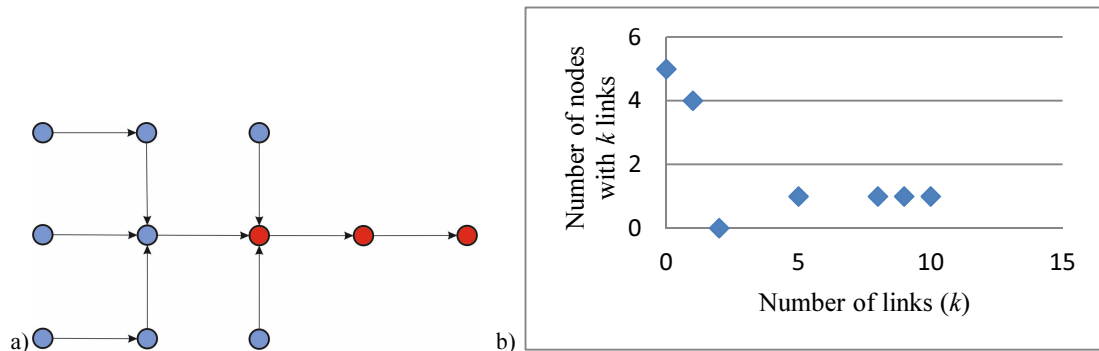 a)
b)
Number of nodes
with k links
6
4
2
0
0 5 10 15
Number of links (k)